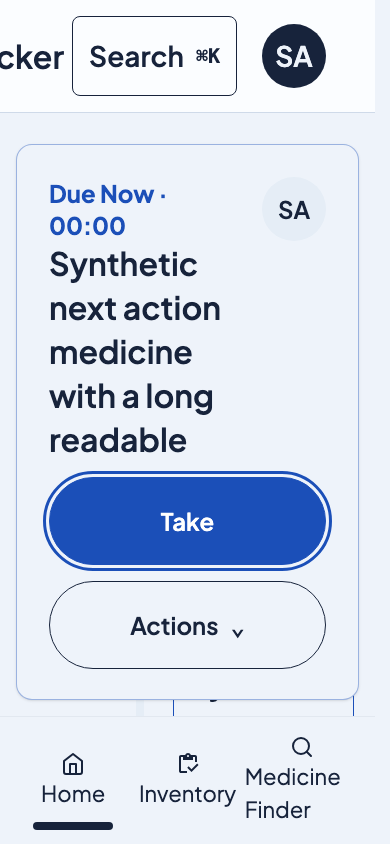 cker
Search ⌘K
SA
Due Now ·
00:00
SA
Synthetic
next action
medicine
with a long
readable
Take
Actions
Home
Inventory
Medicine
Finder